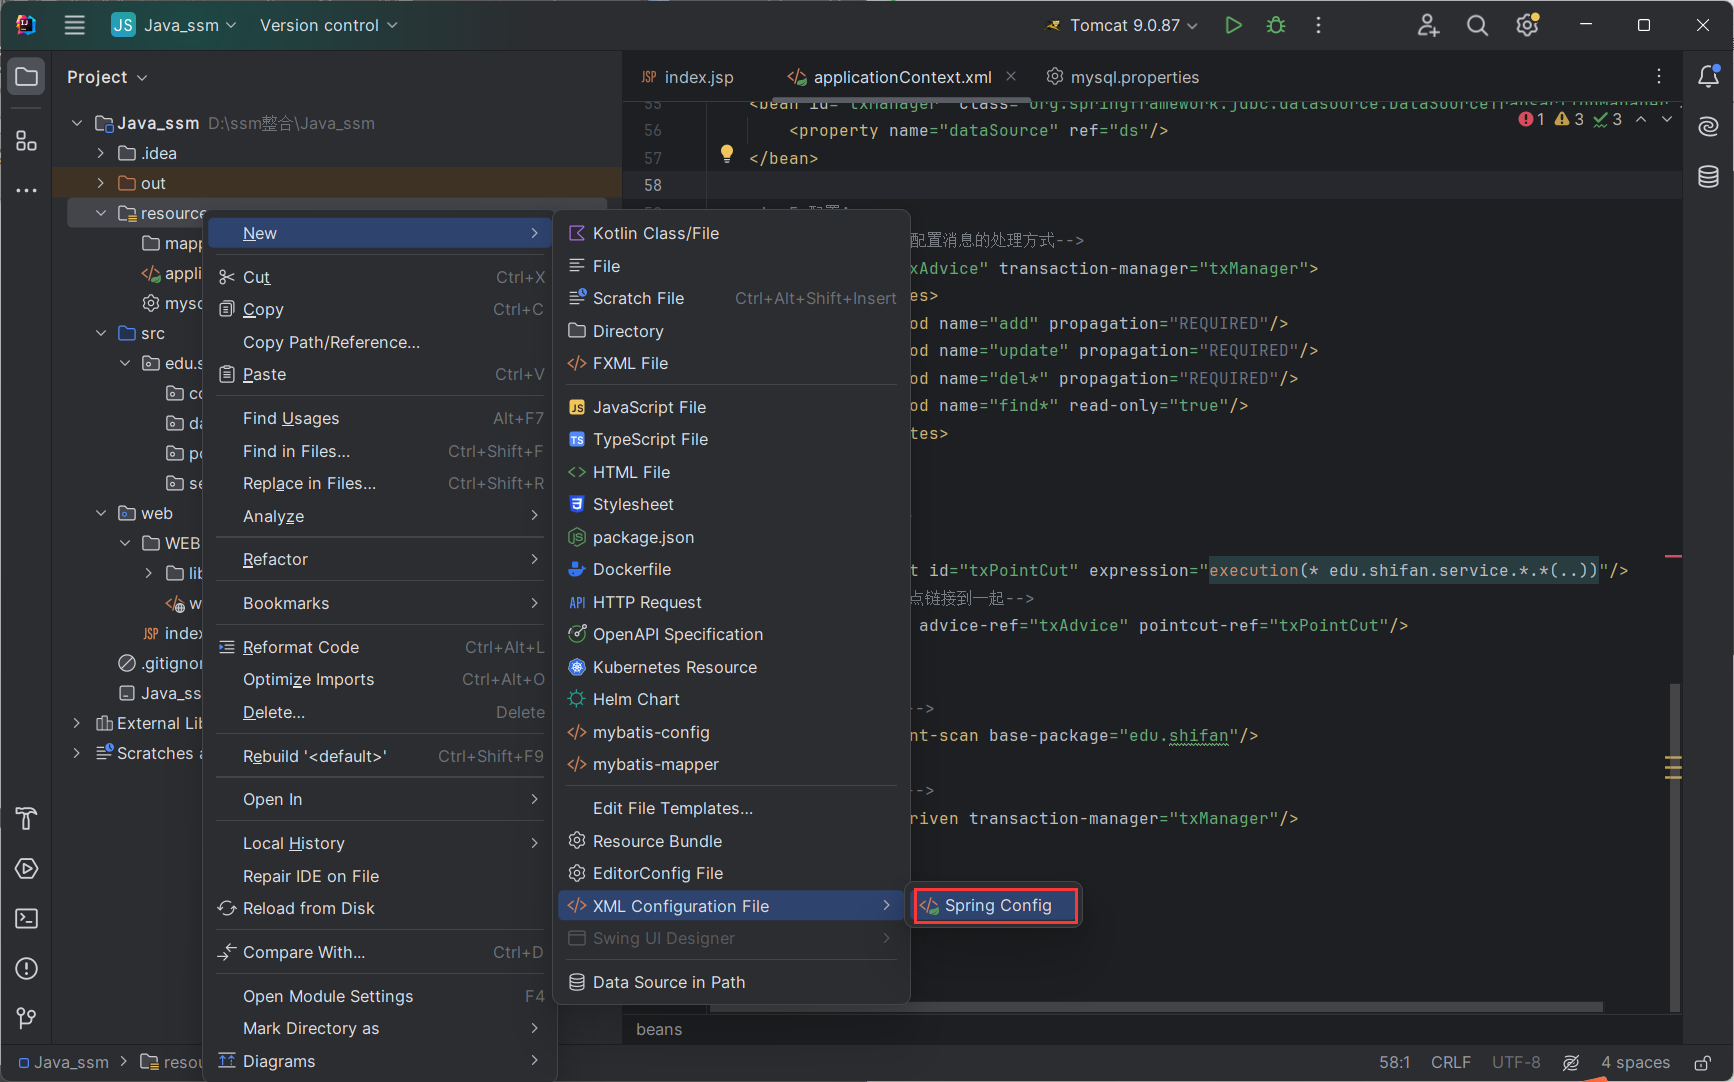 JS Java_ssm Version control Tomcat 9.0.87
Project
JSP index.jsp applicationContext.xml mysql.properties
Java_ssm D:\ssm整合\Java_ssm
.idea
out
resource
mapp
appli
mysq
src
edu.s
co
da
po
se
web
WEB
lib
w
JSP index
.gitignor
Java_ss
External Lib
Scratches a
New
Cut Ctrl+X
Copy Ctrl+C
Copy Path/Reference...
Paste Ctrl+V
Find Usages Alt+F7
Find in Files... Ctrl+Shift+F
Replace in Files... Ctrl+Shift+R
Analyze
Refactor
Bookmarks
Reformat Code Ctrl+Alt+L
Optimize Imports Ctrl+Alt+O
Delete... Delete
Rebuild '<default>' Ctrl+Shift+F9
Open In
Local History
Repair IDE on File
Reload from Disk
Compare With... Ctrl+D
Open Module Settings F4
Mark Directory as
Diagrams
Kotlin Class/File
File
Scratch File Ctrl+Alt+Shift+Insert
Directory
FXML File
JS JavaScript File
TS TypeScript File
HTML File
Stylesheet
package.json
Dockerfile
API HTTP Request
OpenAPI Specification
Kubernetes Resource
Helm Chart
mybatis-config
mybatis-mapper
Edit File Templates...
Resource Bundle
EditorConfig File
XML Configuration File
Swing UI Designer
Data Source in Path
Spring Config
55 <bean id="txManager" class="org.springframework.jdbc.datasource.DataSourceTransactionManager"
1 3 3
56 <property name="dataSource" ref="ds"/>
57 </bean>
58
配置消息的处理方式-->
xAdvice" transaction-manager="txManager">
es>
od name="add" propagation="REQUIRED"/>
od name="update" propagation="REQUIRED"/>
od name="del*" propagation="REQUIRED"/>
od name="find*" read-only="true"/>
tes>
t id="txPointCut" expression="execution(* edu.shifan.service.*.*(..))"/>
点链接到一起-->
advice-ref="txAdvice" pointcut-ref="txPointCut"/>
-->
nt-scan base-package="edu.shifan"/>
-->
riven transaction-manager="txManager"/>
beans
Java_ssm resou 58:1 CRLF UTF-8 4 spaces